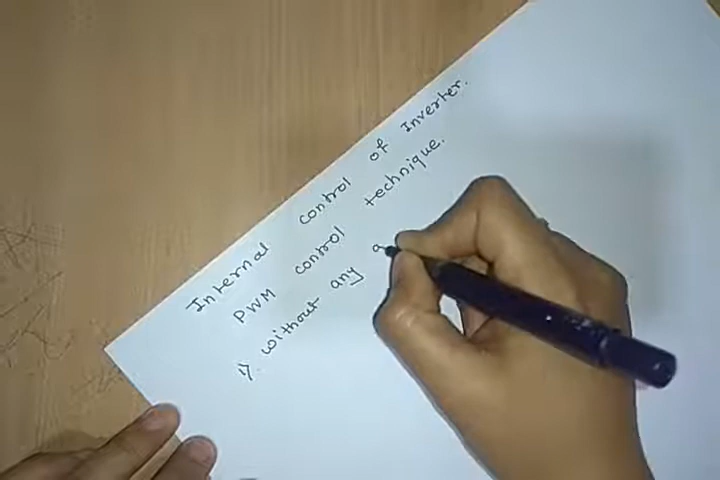 Internal control of Inverter.
PWM control technique.
1). without any a